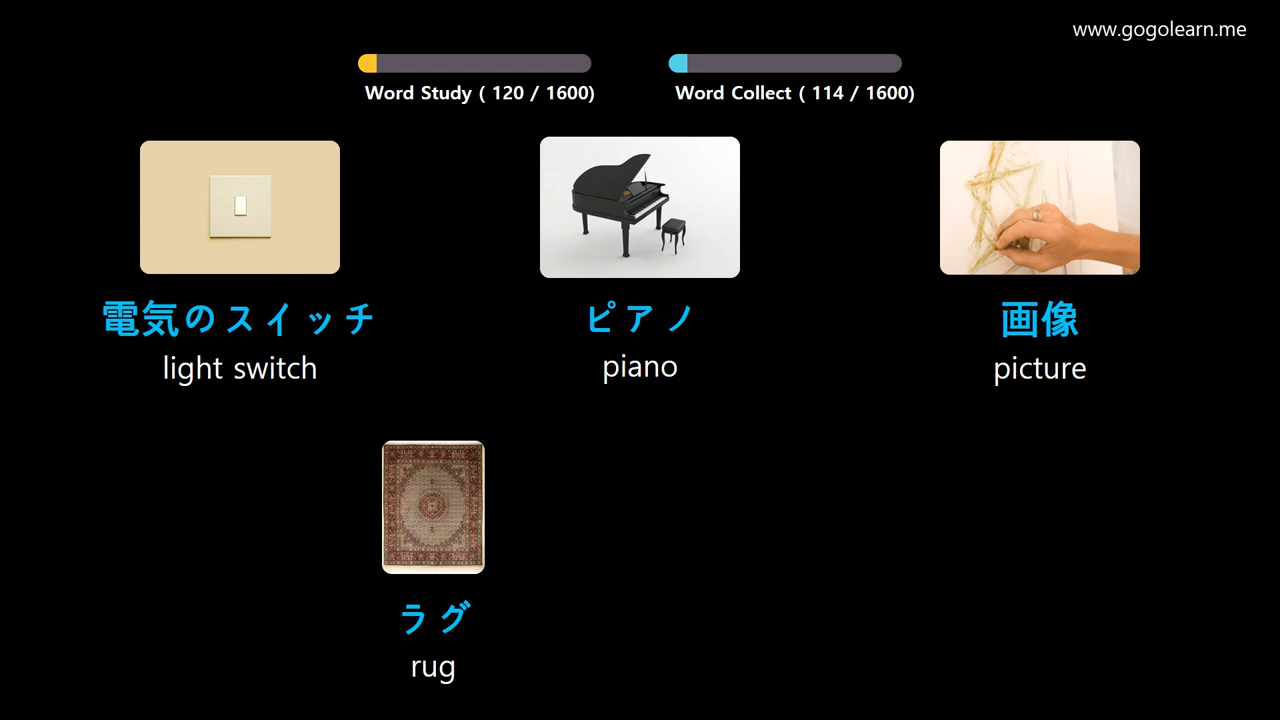 www.gogolearn.me
Word Study ( 120 / 1600)
Word Collect ( 114 / 1600)
電気のスイッチ
light switch
ピアノ
piano
画像
picture
ラグ
rug